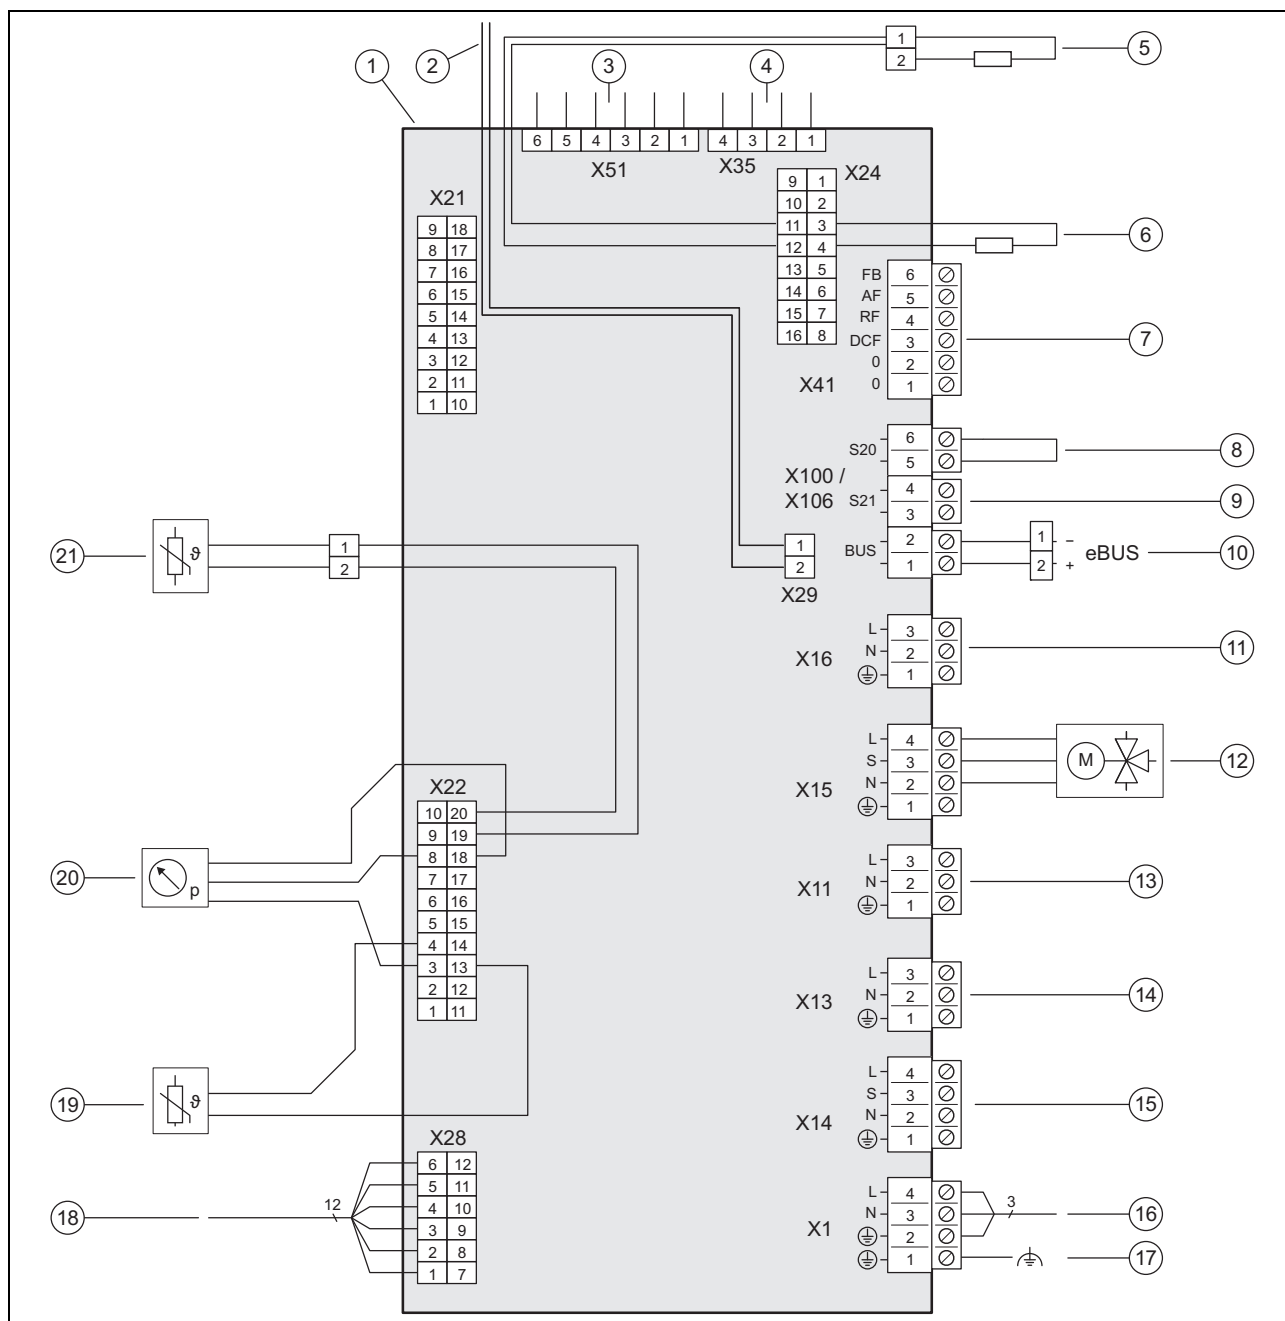 1
2
3
4
1
2
5
6 5 4 3 2 1
4 3 2 1
X51
X35
X24
9 1
10 2
11 3
12 4
13 5
14 6
15 7
16 8
6
X21
9 18
8 17
7 16
6 15
5 14
4 13
3 12
2 11
1 10
FB 6
AF 5
RF 4
DCF 3
0 2
0 1
X41
7
S20
6
5
8
X100 /
X106
S21
4
3
9
BUS
2
1
1 –
2 +
eBUS
10
1
2
X29
21
ϑ
1
2
X16
L 3
N 2
1
11
X15
L 4
S 3
N 2
1
M
12
X22
10 20
9 19
8 18
7 17
6 16
5 15
4 14
3 13
2 12
1 11
20
p
X11
L 3
N 2
1
13
X13
L 3
N 2
1
14
19
ϑ
X14
L 4
S 3
N 2
1
15
X28
6 12
5 11
4 10
3 9
2 8
1 7
18
12
X1
L 4
N 3
2
1
3
16
17